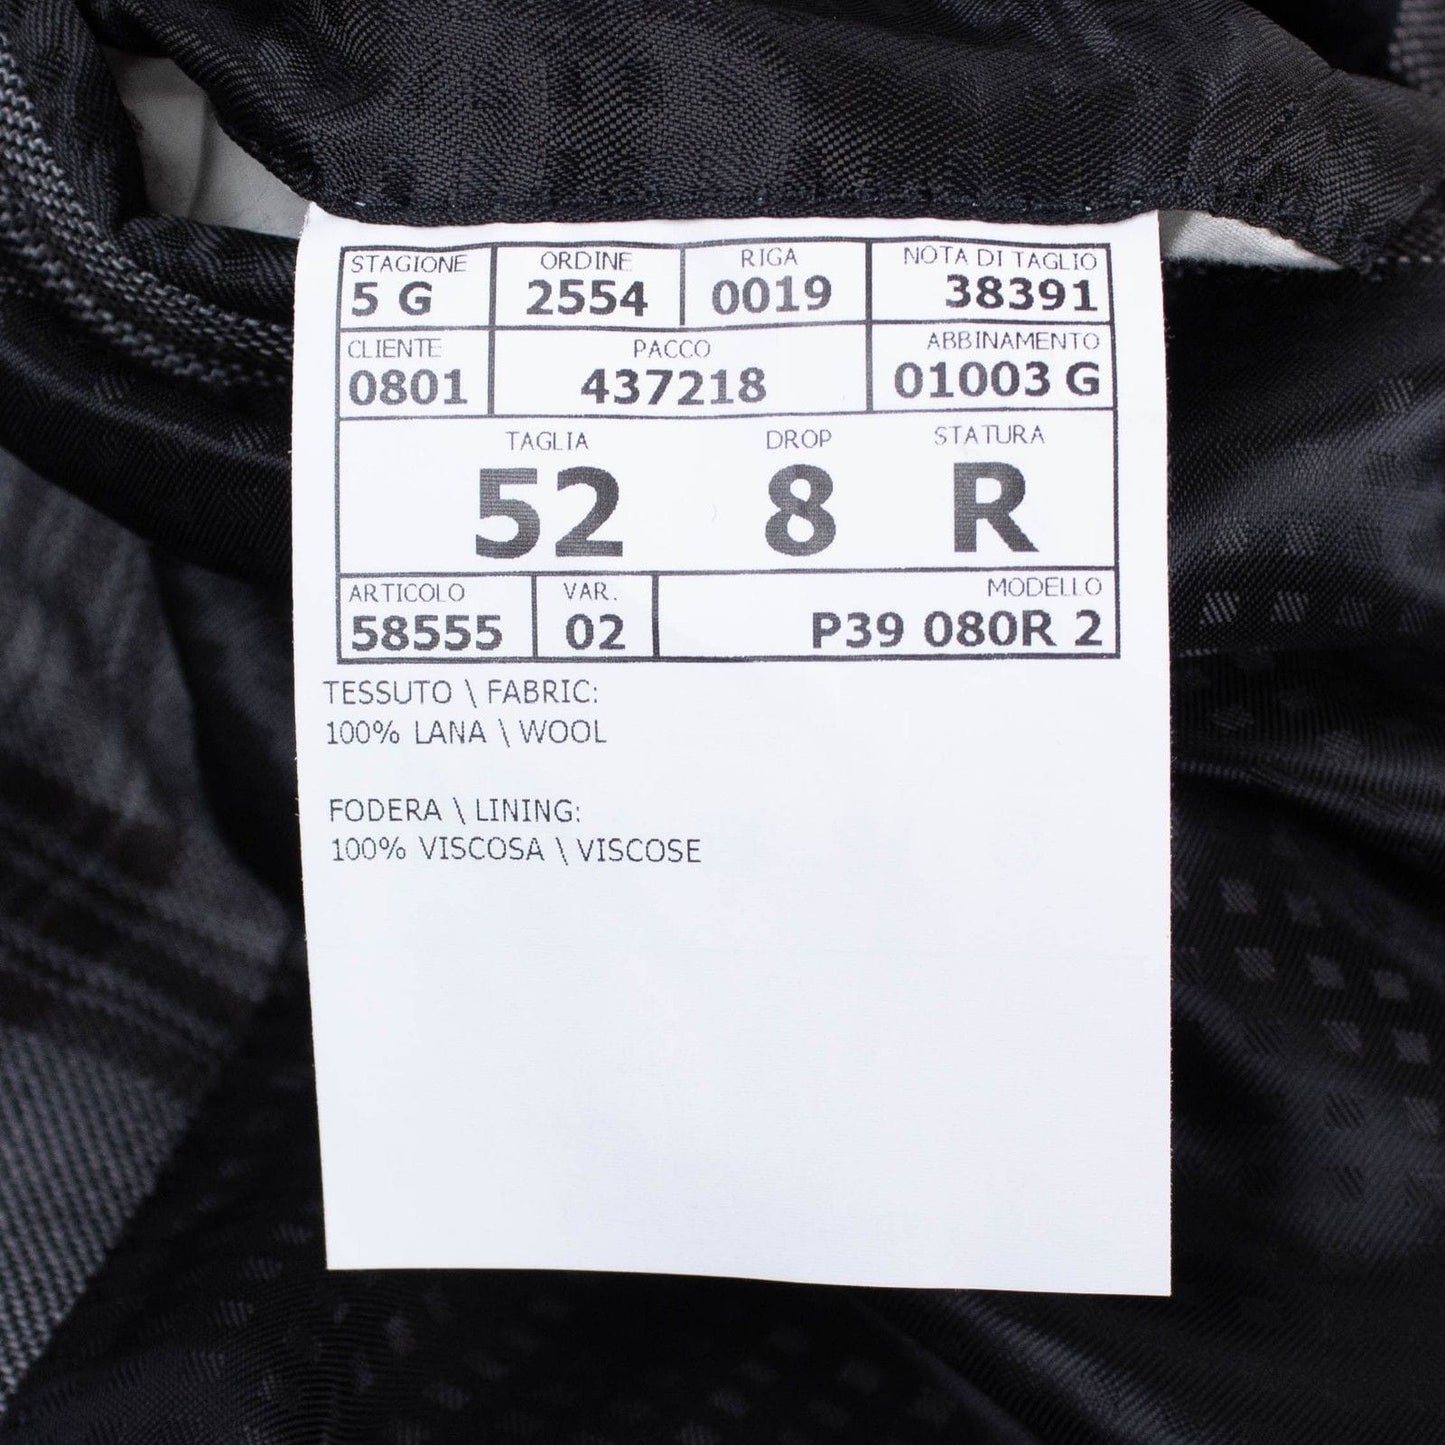 STAGIONE ORDINE RIGA NOTA DI TAGLIO
5 G 2554 0019 38391
CLIENTE PACCO ABBINAMENTO
0801 437218 01003 G
TAGLIA DROP STATURA
52 8 R
ARTICOLO VAR. MODELLO
58555 02 P39 080R 2
TESSUTO \ FABRIC:
100% LANA \ WOOL
FODERA \ LINING:
100% VISCOSA \ VISCOSE